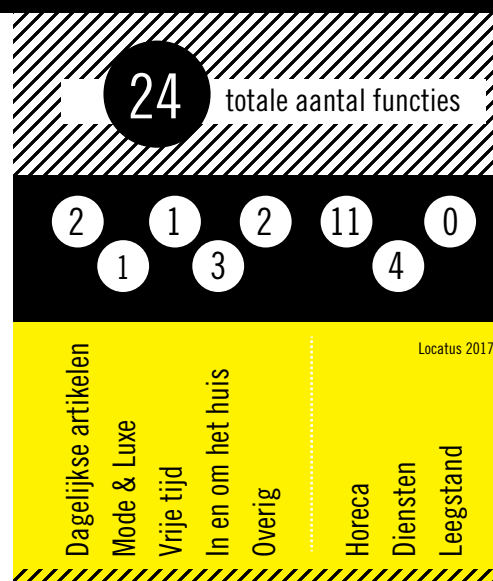 24 totale aantal functies
2 1 2 11 0
1 3 4
Locatus 2017
Dagelijkse artikelen
Mode & Luxe
Vrije tijd
In en om het huis
Overig
Horeca
Diensten
Leegstand